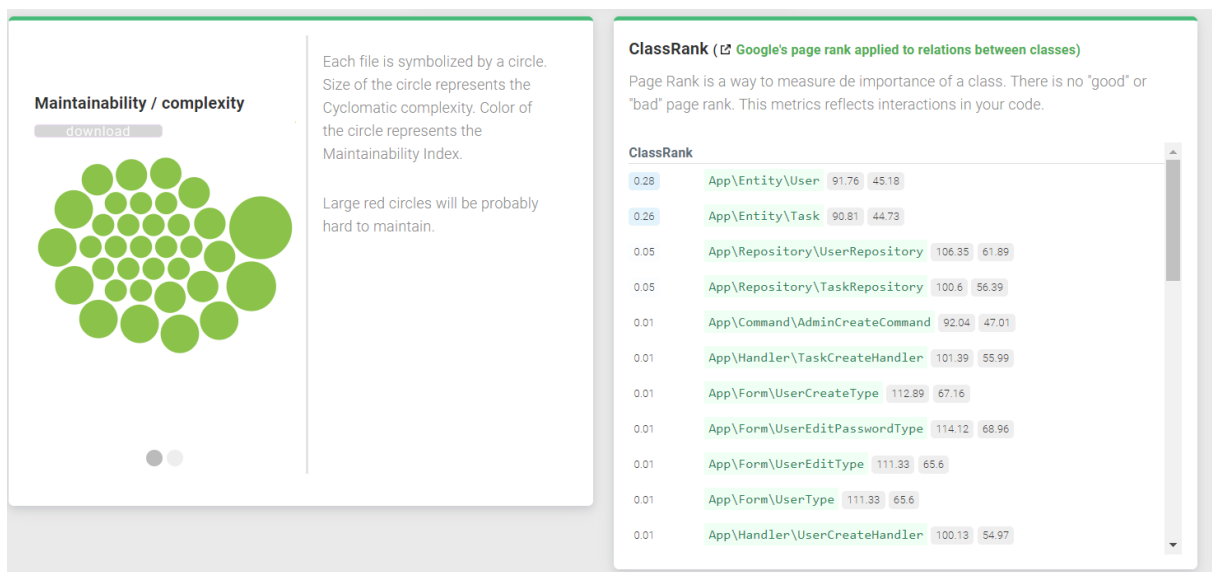 Maintainability / complexity
download
Each file is symbolized by a circle.
Size of the circle represents the
Cyclomatic complexity. Color of
the circle represents the
Maintainability Index.
Large red circles will be probably
hard to maintain.
ClassRank ( Google's page rank applied to relations between classes)
Page Rank is a way to measure de importance of a class. There is no "good" or
"bad" page rank. This metrics reflects interactions in your code.
ClassRank
0.28 App\Entity\User 91.76 45.18
0.26 App\Entity\Task 90.81 44.73
0.05 App\Repository\UserRepository 106.35 61.89
0.05 App\Repository\TaskRepository 100.6 56.39
0.01 App\Command\AdminCreateCommand 92.04 47.01
0.01 App\Handler\TaskCreateHandler 101.39 55.99
0.01 App\Form\UserCreateType 112.89 67.16
0.01 App\Form\UserEditPasswordType 114.12 68.96
0.01 App\Form\UserEditType 111.33 65.6
0.01 App\Form\UserType 111.33 65.6
0.01 App\Handler\UserCreateHandler 100.13 54.97